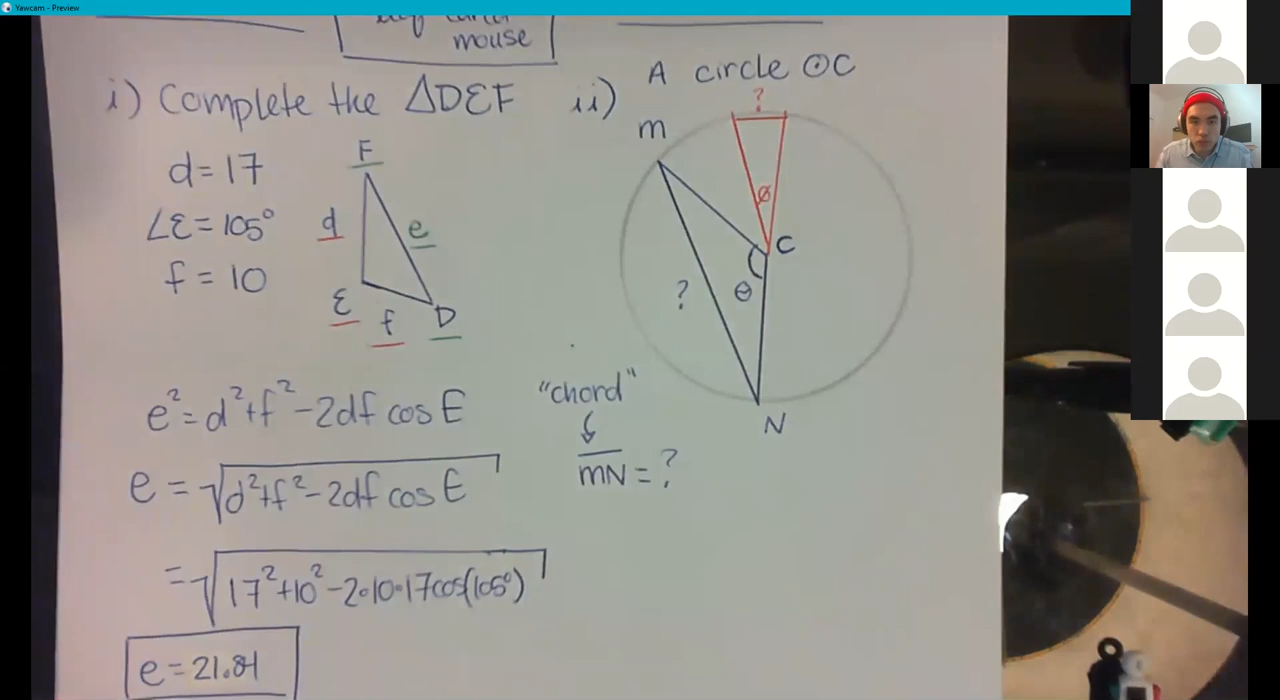 Yawcam - Preview
mouse
i) Complete the ΔDEF
d = 17
∠E = 105°
f = 10
F
d
e
E
f
D
e² = d² + f² - 2df cos E
e = √d² + f² - 2df cos E
= √17² + 10² - 2·10·17cos(105°)
e = 21.84
ii) A circle ⊙C
?
m
ø
C
θ
?
N
"chord"
mN = ?